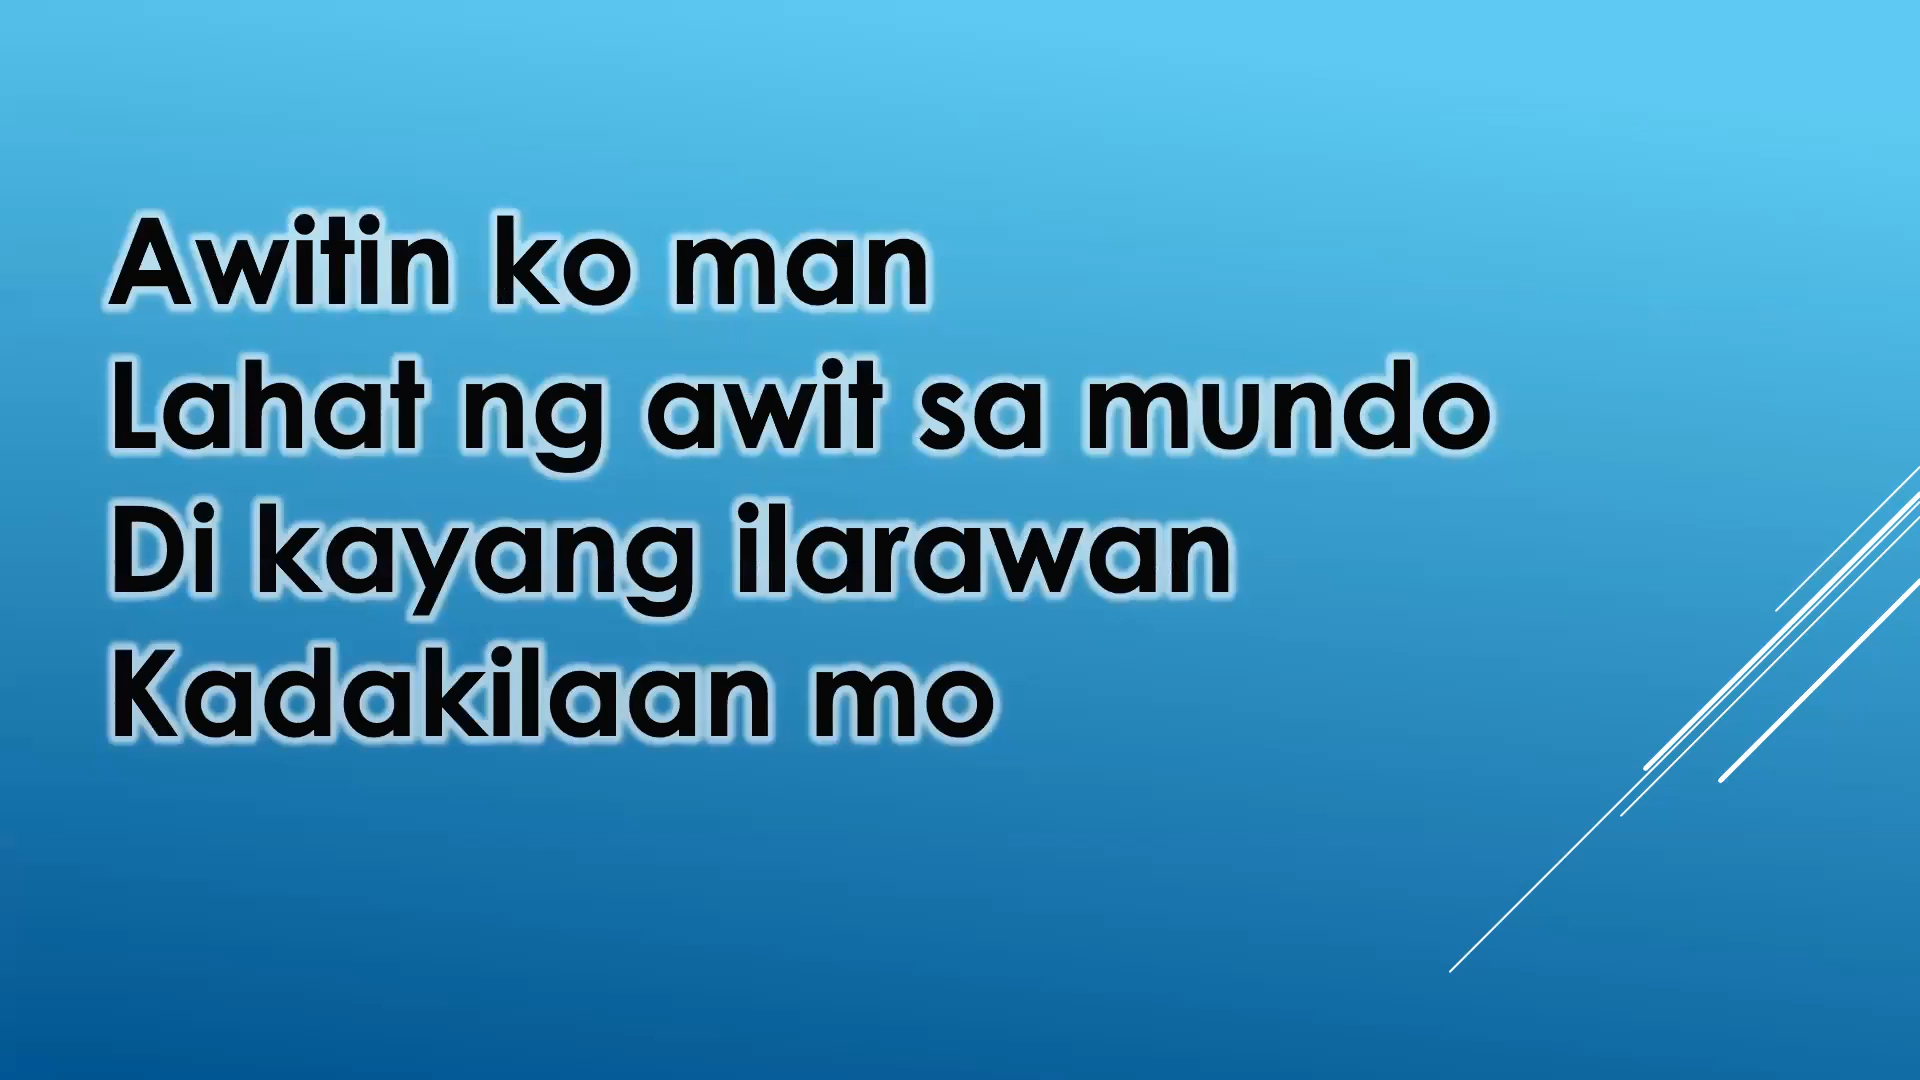 Awitin ko man
Lahat ng awit sa mundo
Di kayang ilarawan
Kadakilaan mo